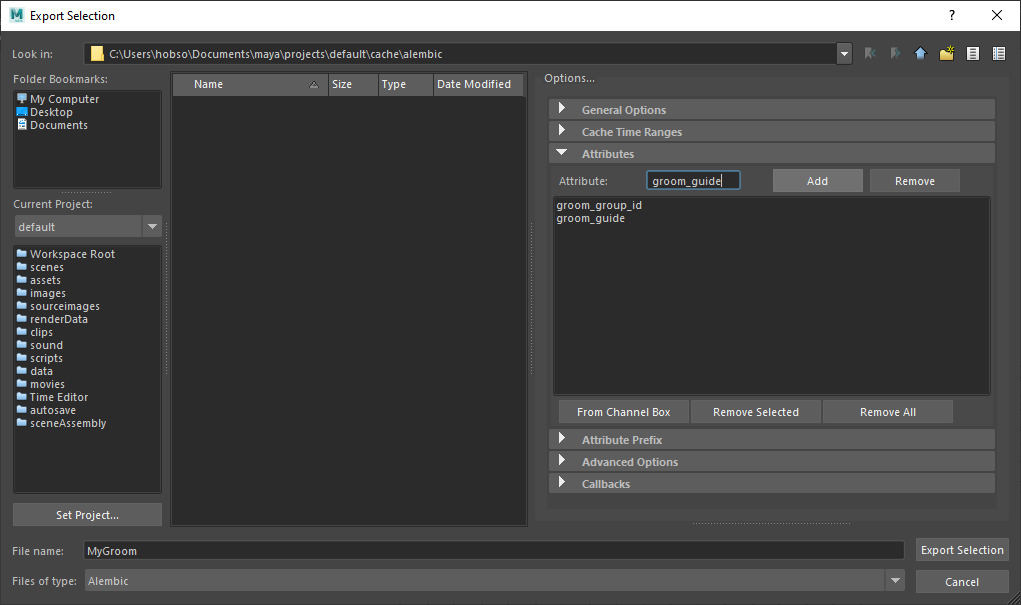 Export Selection
?
Look in:
C:\Users\hobso\Documents\maya\projects\default\cache\alembic
Folder Bookmarks:
My Computer
Desktop
Documents
Current Project:
default
Workspace Root
scenes
assets
images
sourceimages
renderData
clips
sound
scripts
data
movies
Time Editor
autosave
sceneAssembly
Set Project...
Name Size Type Date Modified
Options...
General Options
Cache Time Ranges
Attributes
Attribute: groom_guide Add Remove
groom_group_id
groom_guide
From Channel Box Remove Selected Remove All
Attribute Prefix
Advanced Options
Callbacks
File name: MyGroom Export Selection
Files of type: Alembic Cancel